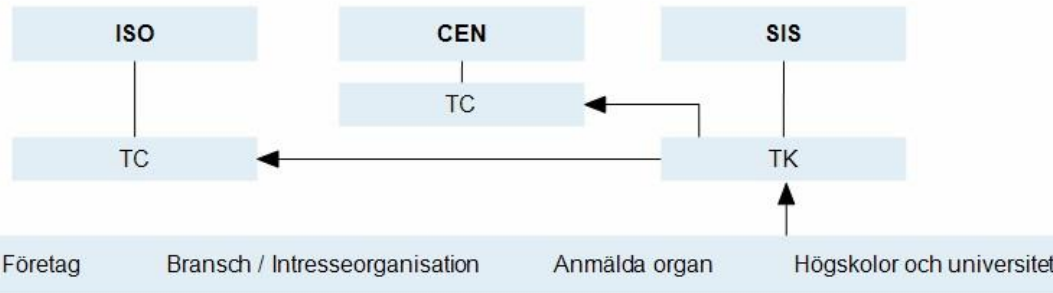 ISO CEN SIS
TC
TC TK
Företag Bransch / Intresseorganisation Anmälda organ Högskolor och universitet